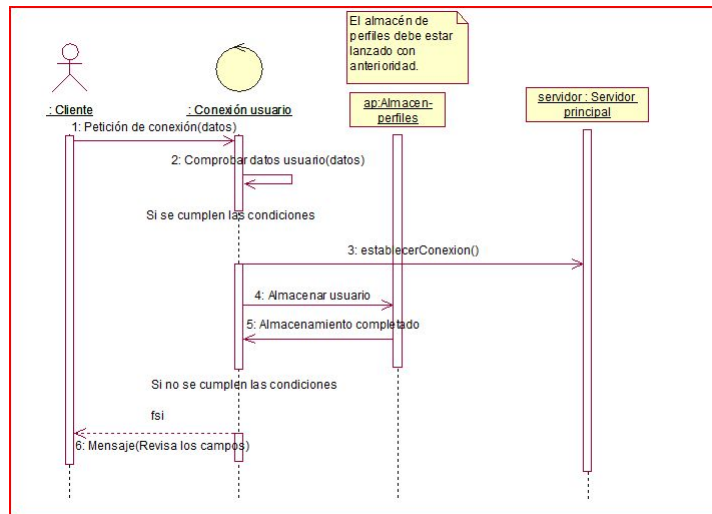 El almacén de
perfiles debe estar
lanzado con
anterioridad.
: Cliente
: Conexión usuario
ap:Almacen-
perfiles
servidor : Servidor
principal
1: Petición de conexión(datos)
2: Comprobar datos usuario(datos)
Si se cumplen las condiciones
3: establecerConexion()
4: Almacenar usuario
5: Almacenamiento completado
Si no se cumplen las condiciones
fsi
6: Mensaje(Revisa los campos)